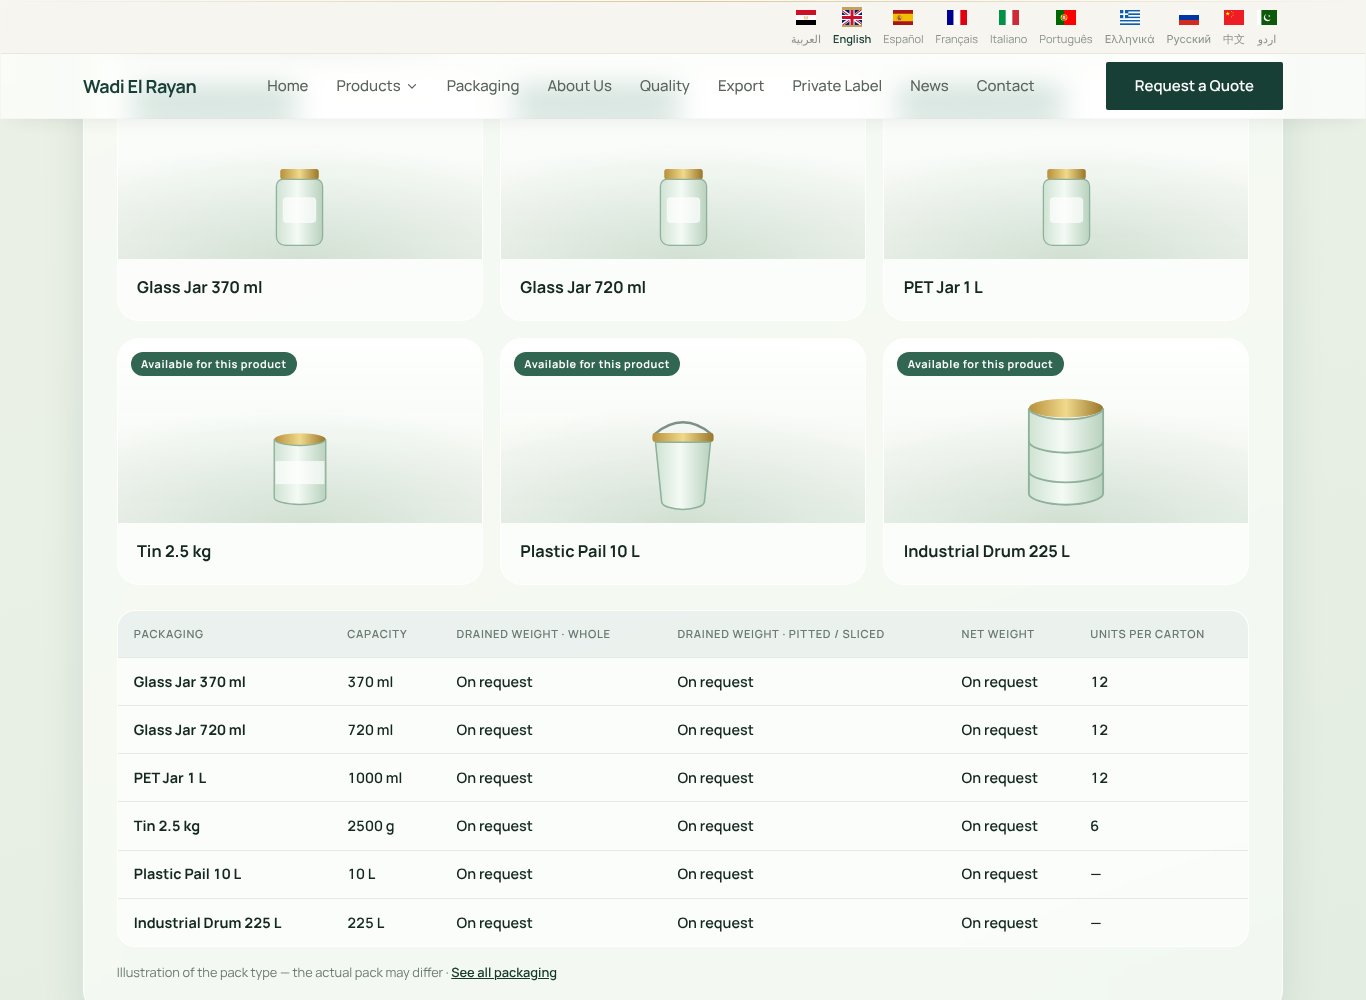 العربية
English
Español
Français
Italiano
Português
Ελληνικά
Русский
中文
اردو
Wadi El Rayan
Home
Products
Packaging
About Us
Quality
Export
Private Label
News
Contact
Request a Quote
Glass Jar 370 ml
Glass Jar 720 ml
PET Jar 1 L
Available for this product
Available for this product
Available for this product
Tin 2.5 kg
Plastic Pail 10 L
Industrial Drum 225 L
PACKAGING CAPACITY DRAINED WEIGHT · WHOLE DRAINED WEIGHT · PITTED / SLICED NET WEIGHT UNITS PER CARTON
Glass Jar 370 ml 370 ml On request On request On request 12
Glass Jar 720 ml 720 ml On request On request On request 12
PET Jar 1 L 1000 ml On request On request On request 12
Tin 2.5 kg 2500 g On request On request On request 6
Plastic Pail 10 L 10 L On request On request On request —
Industrial Drum 225 L 225 L On request On request On request —
Illustration of the pack type — the actual pack may differ · See all packaging